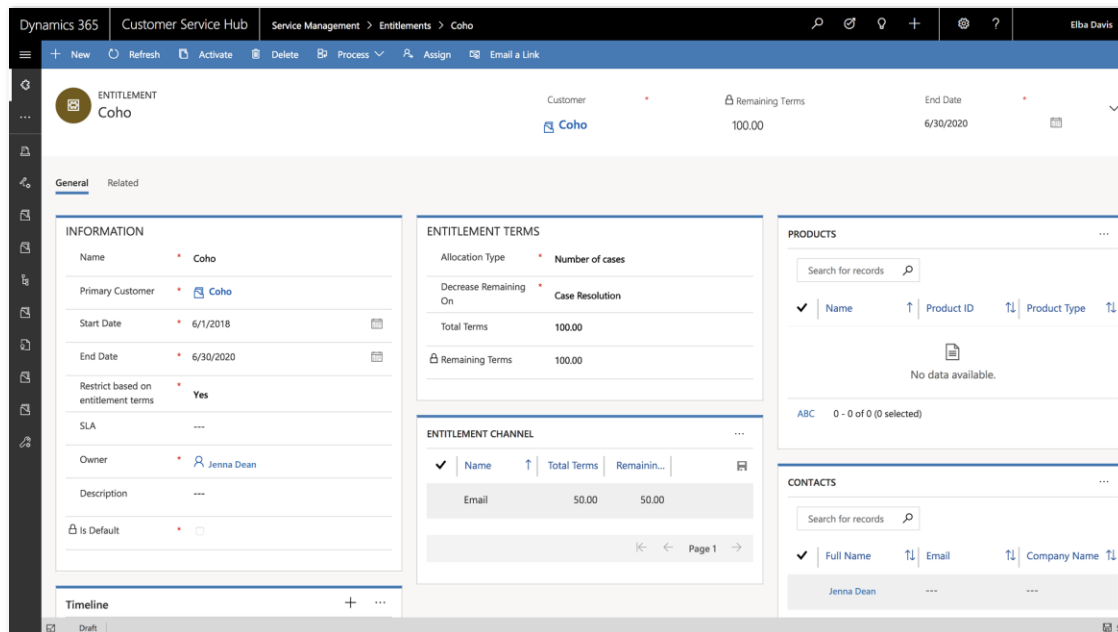 Dynamics 365 Customer Service Hub Service Management > Entitlements > Coho ? Elba Davis
+ New Refresh Activate Delete Process Assign Email a Link
ENTITLEMENT
Coho
Customer * Remaining Terms End Date *
Coho 100.00 6/30/2020
General Related
INFORMATION
Name * Coho
Primary Customer * Coho
Start Date * 6/1/2018
End Date * 6/30/2020
Restrict based on
entitlement terms * Yes
SLA ---
Owner * Jenna Dean
Description ---
Is Default *
Timeline
ENTITLEMENT TERMS
Allocation Type * Number of cases
Decrease Remaining
On * Case Resolution
Total Terms 100.00
Remaining Terms 100.00
ENTITLEMENT CHANNEL ...
Name Total Terms Remainin...
Email 50.00 50.00
Page 1
PRODUCTS ...
Search for records
Name Product ID Product Type
No data available.
ABC 0 - 0 of 0 (0 selected)
CONTACTS ...
Search for records
Full Name Email Company Name
Jenna Dean --- ---
Draft